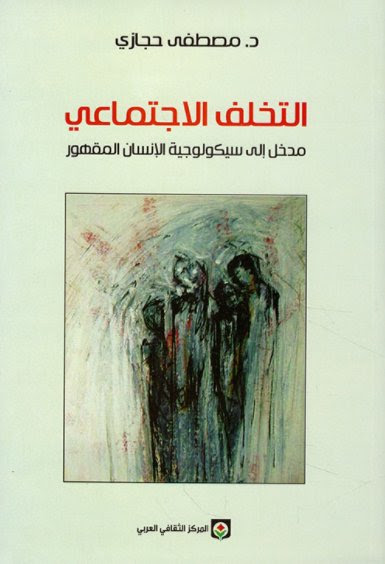 د. مصطفى حجازي
التخلف الاجتماعي
مدخل إلى سيكولوجية الإنسان المقهور
المركز الثقافي العربي